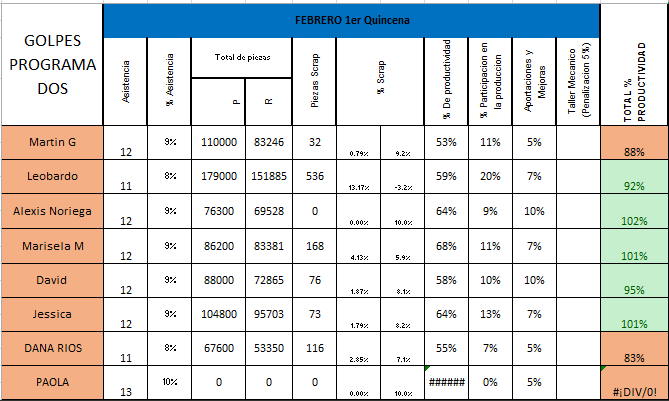 GOLPES PROGRAMADOS FEBRERO 1er Quincena
Asistencia % Asistencia Total de piezas P R Piezas Scrap % Scrap % De productividad % Participacion en la produccion Aportaciones y Mejoras Taller Mecanico (Penalizacion 5%) TOTAL % PRODUCTIVIDAD
Martin G 12 9% 110000 83246 32 0.79% 9.2% 53% 11% 5% 88%
Leobardo 11 8% 179000 151885 536 13.17% -3.2% 59% 20% 7% 92%
Alexis Noriega 12 9% 76300 69528 0 0.00% 10.0% 64% 9% 10% 102%
Marisela M 12 9% 86200 83381 168 4.13% 5.9% 68% 11% 7% 101%
David 12 9% 88000 72865 76 1.87% 8.1% 58% 10% 10% 95%
Jessica 12 9% 104800 95703 73 1.79% 8.2% 64% 13% 7% 101%
DANA RIOS 11 8% 67600 53350 116 2.85% 7.1% 55% 7% 5% 83%
PAOLA 13 10% 0 0 0 0.00% 10.0% ###### 0% 5% #¡DIV/0!